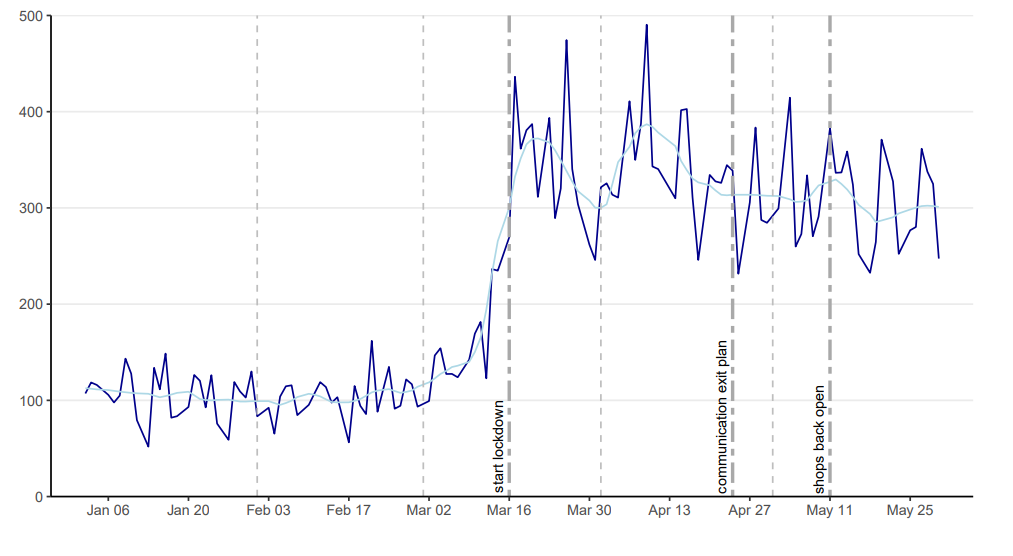 500
400
300
200
100
0
start lockdown
communication exit plan
shops back open
Jan 06 Jan 20 Feb 03 Feb 17 Mar 02 Mar 16 Mar 30 Apr 13 Apr 27 May 11 May 25